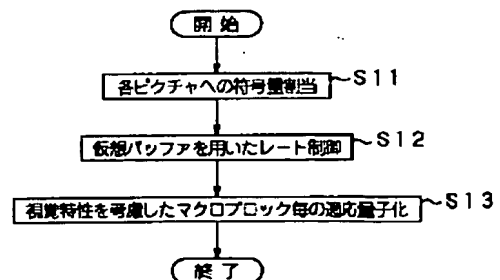 開始
各ピクチャへの符号量割当
S11
仮想バッファを用いたレート制御
S12
視覚特性を考慮したマクロブロック毎の適応量子化
S13
終了